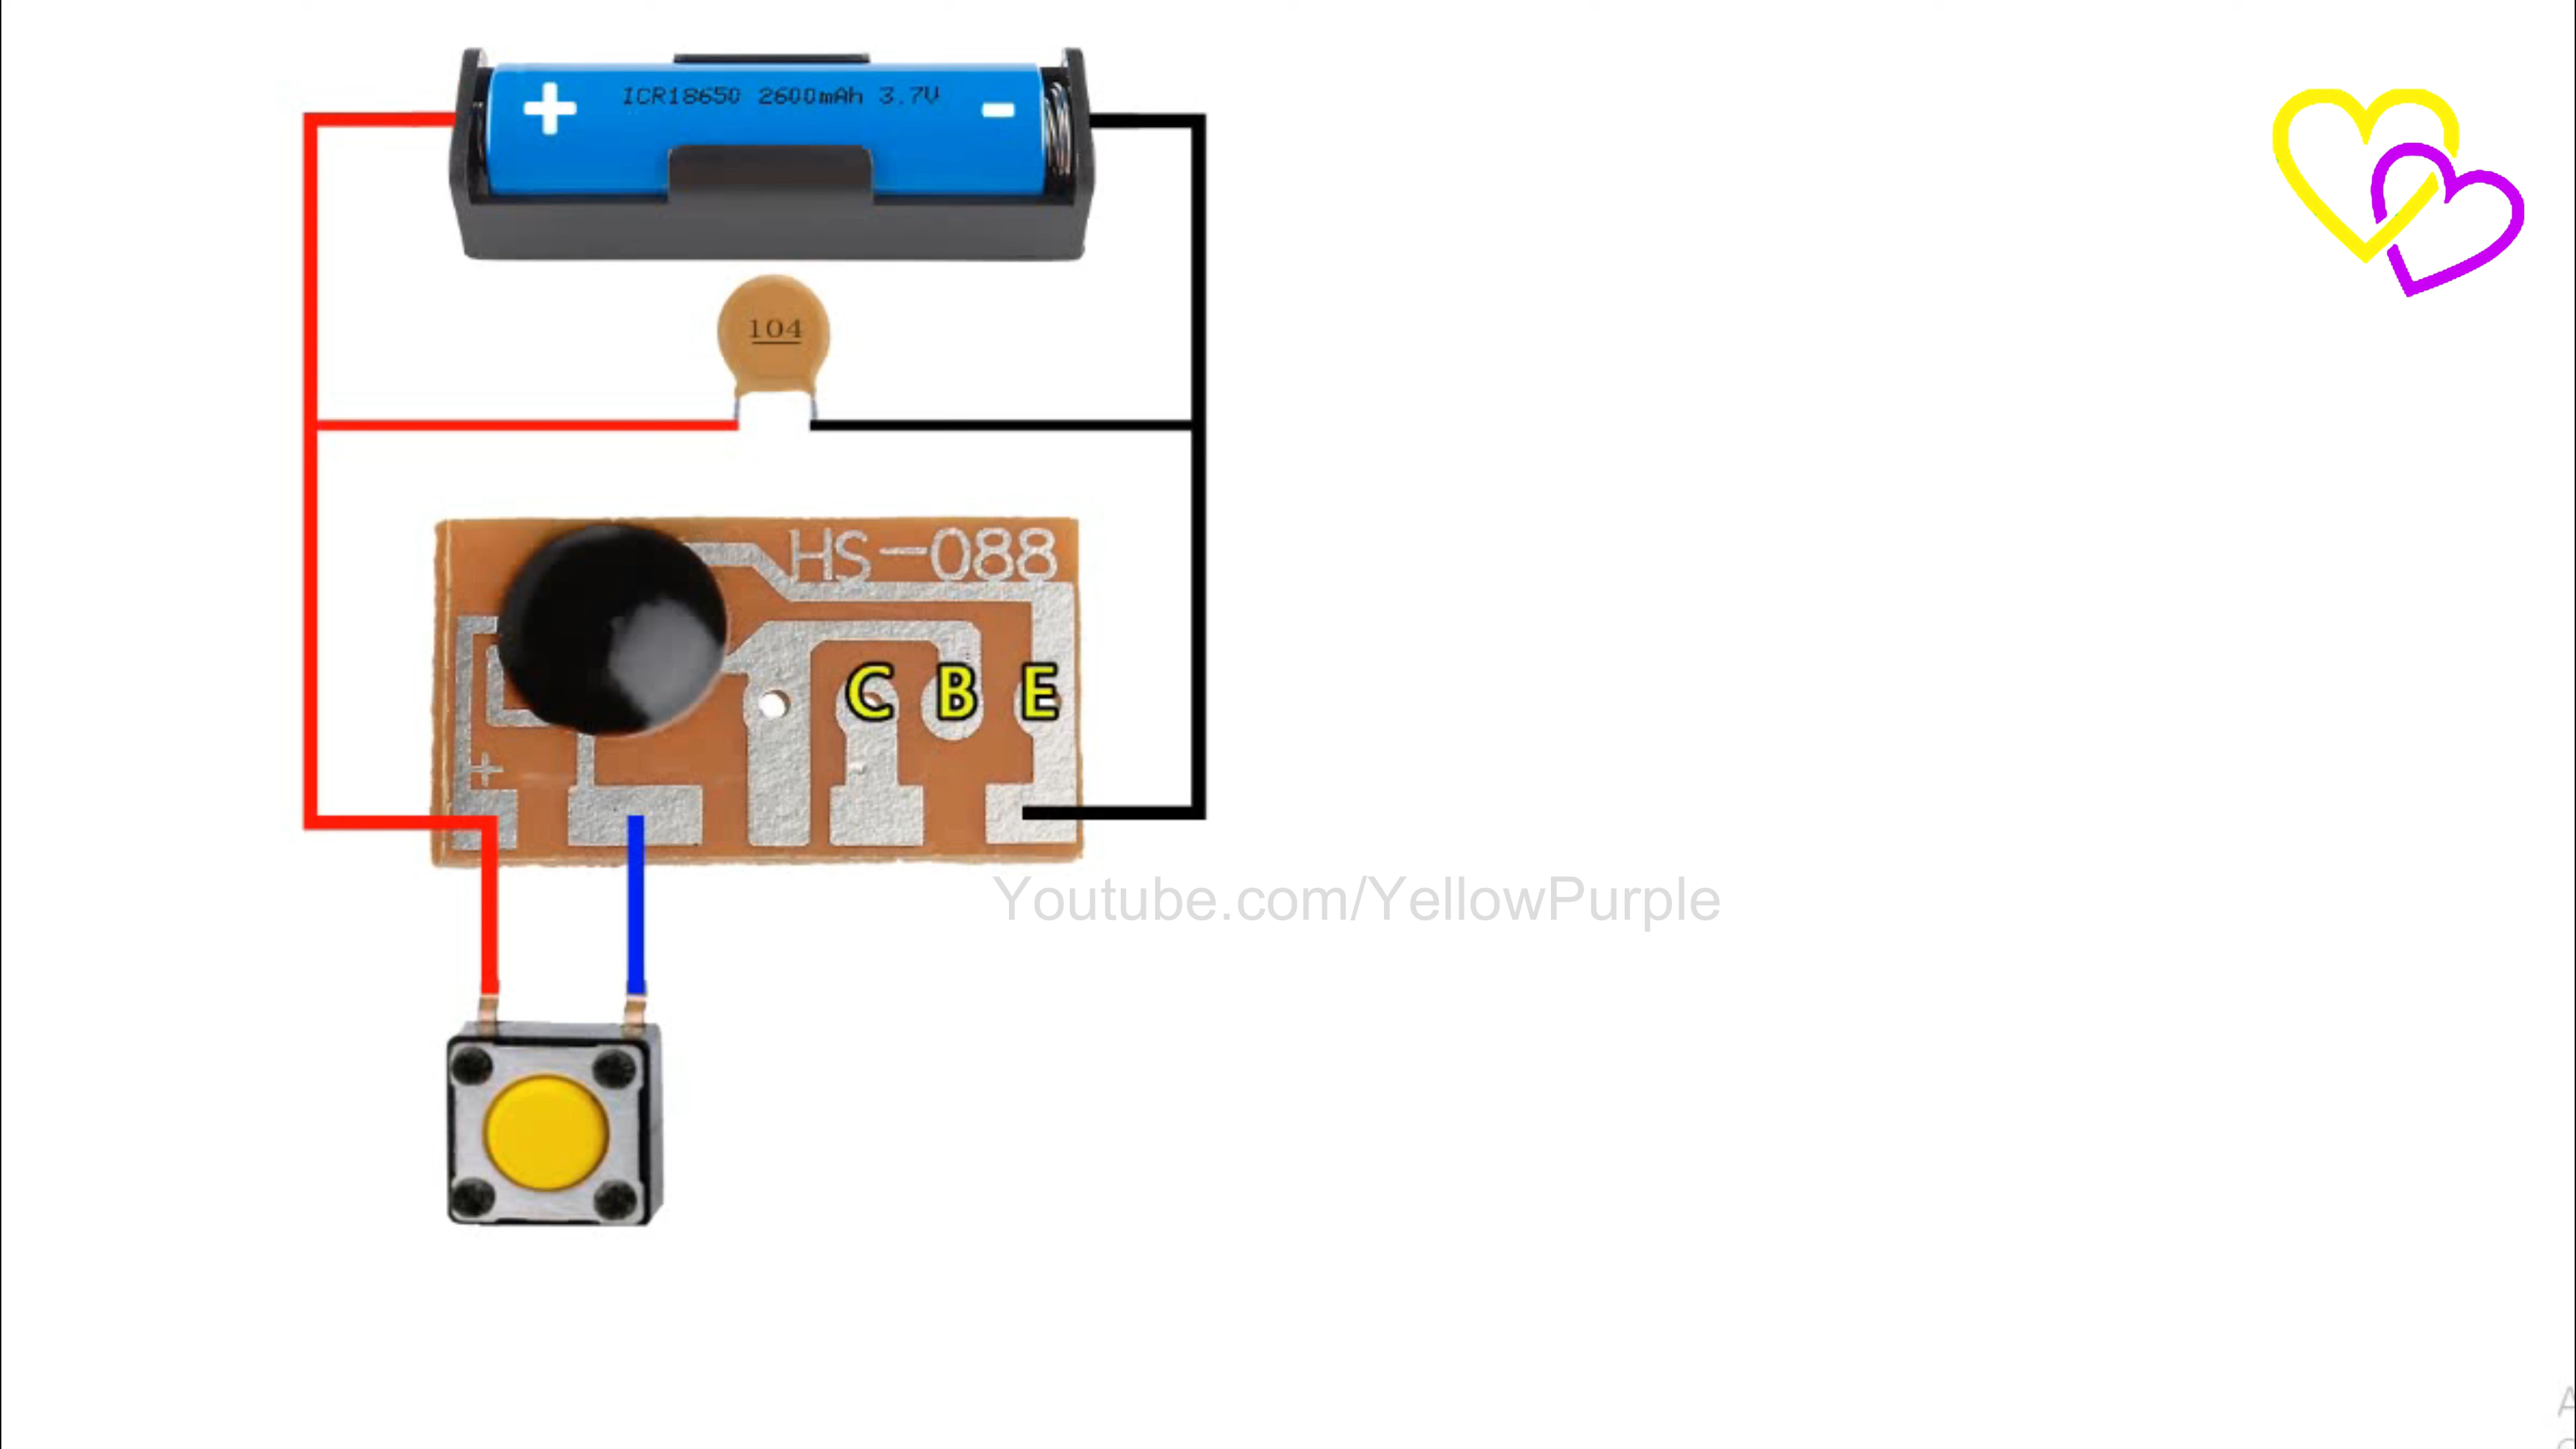 + ICR18650 2600mAh 3.7V -
104
HS-088
C B E
+
Youtube.com/YellowPurple